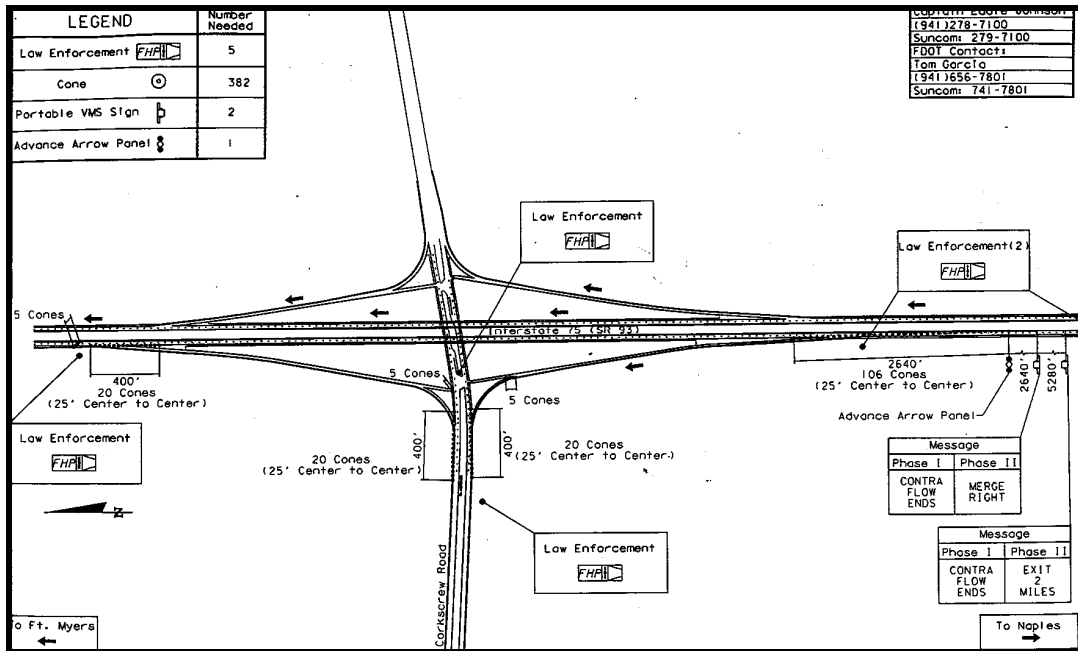 LEGEND
Number
Needed
Law Enforcement FHP
5
Cone
382
Portable VMS Sign
2
Advance Arrow Panel
1
Captain Eddie Johnson
(941)278-7100
Suncom: 279-7100
FDOT Contact:
Tom Garcia
(941)656-7801
Suncom: 741-7801
Law Enforcement
FHP
Law Enforcement(2)
FHP
5 Cones
Interstate 75 (SR 93)
400'
20 Cones
(25' Center to Center)
5 Cones
5 Cones
2640'
106 Cones
(25' Center to Center)
2640'
5280'
Advance Arrow Panel
Law Enforcement
FHP
400'
20 Cones
(25' Center to Center)
400'
20 Cones
(25' Center to Center)
Message
Phase I Phase II
CONTRA
FLOW
ENDS
MERGE
RIGHT
N
Law Enforcement
FHP
Message
Phase I Phase II
CONTRA
FLOW
ENDS
EXIT
2
MILES
Corkscrew Road
To Ft. Myers
To Naples